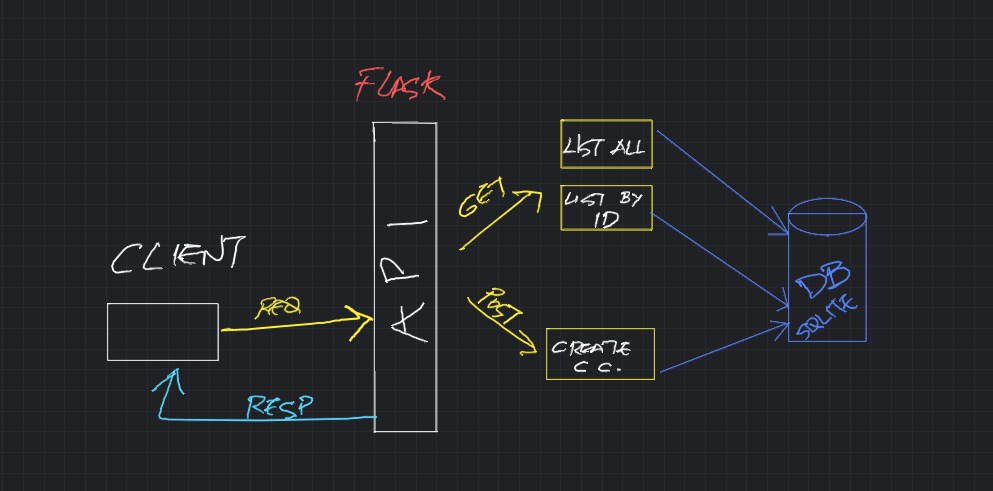 FLASK
LIST ALL
GET
LIST BY
ID
API
CLIENT
DB
SQLITE
REQ
POST
CREATE
C C.
RESP